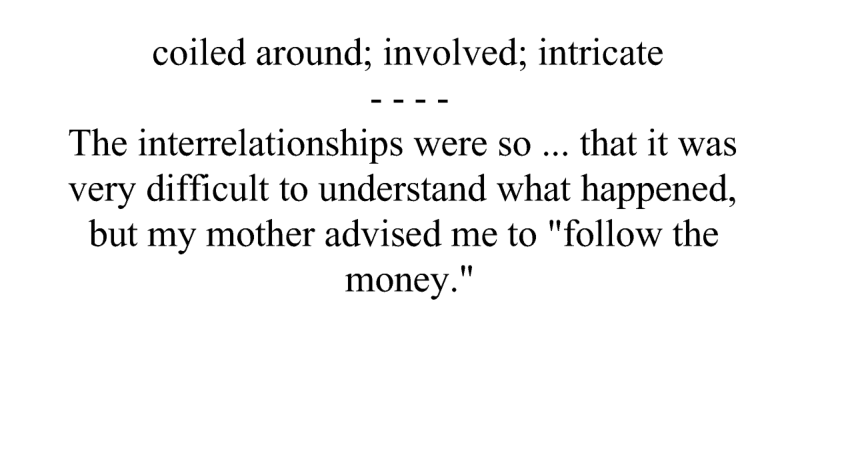 coiled around; involved; intricate
- - - -
The interrelationships were so ... that it was
very difficult to understand what happened,
but my mother advised me to "follow the
money."